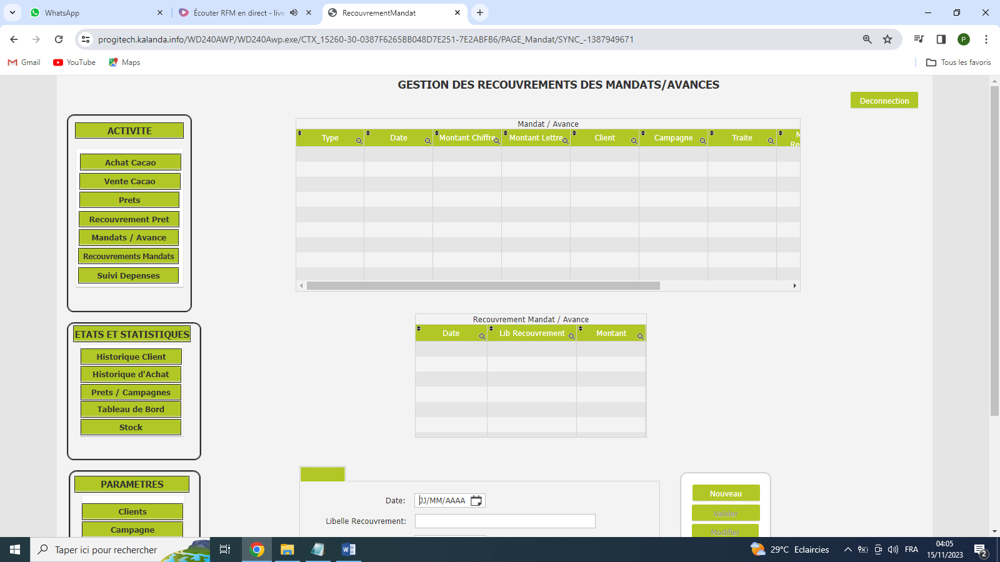 WhatsApp
Écouter RFM en direct - live
RecouvrementMandat
progitech.kalanda.info/WD240AWP/WD240Awp.exe/CTX_15260-30-0387F6265BB048D7E251-7E2ABFB6/PAGE_Mandat/SYNC_-1387949671
P
Gmail
YouTube
Maps
Tous les favoris
GESTION DES RECOUVREMENTS DES MANDATS/AVANCES
Deconnection
ACTIVITE
Achat Cacao
Vente Cacao
Prets
Recouvrement Pret
Mandats / Avance
Recouvrements Mandats
Suivi Depenses
Mandat / Avance
Type Date Montant Chiffre Montant Lettre Client Campagne Traite
ETATS ET STATISTIQUES
Historique Client
Historique d'Achat
Prets / Campagnes
Tableau de Bord
Stock
Recouvrement Mandat / Avance
Date Lib Recouvrement Montant
PARAMETRES
Clients
Campagne
Date: JJ/MM/AAAA
Libelle Recouvrement:
Nouveau
Valider
Modifier
Taper ici pour rechercher
29°C Eclaircies
FRA
04:05
15/11/2023
2